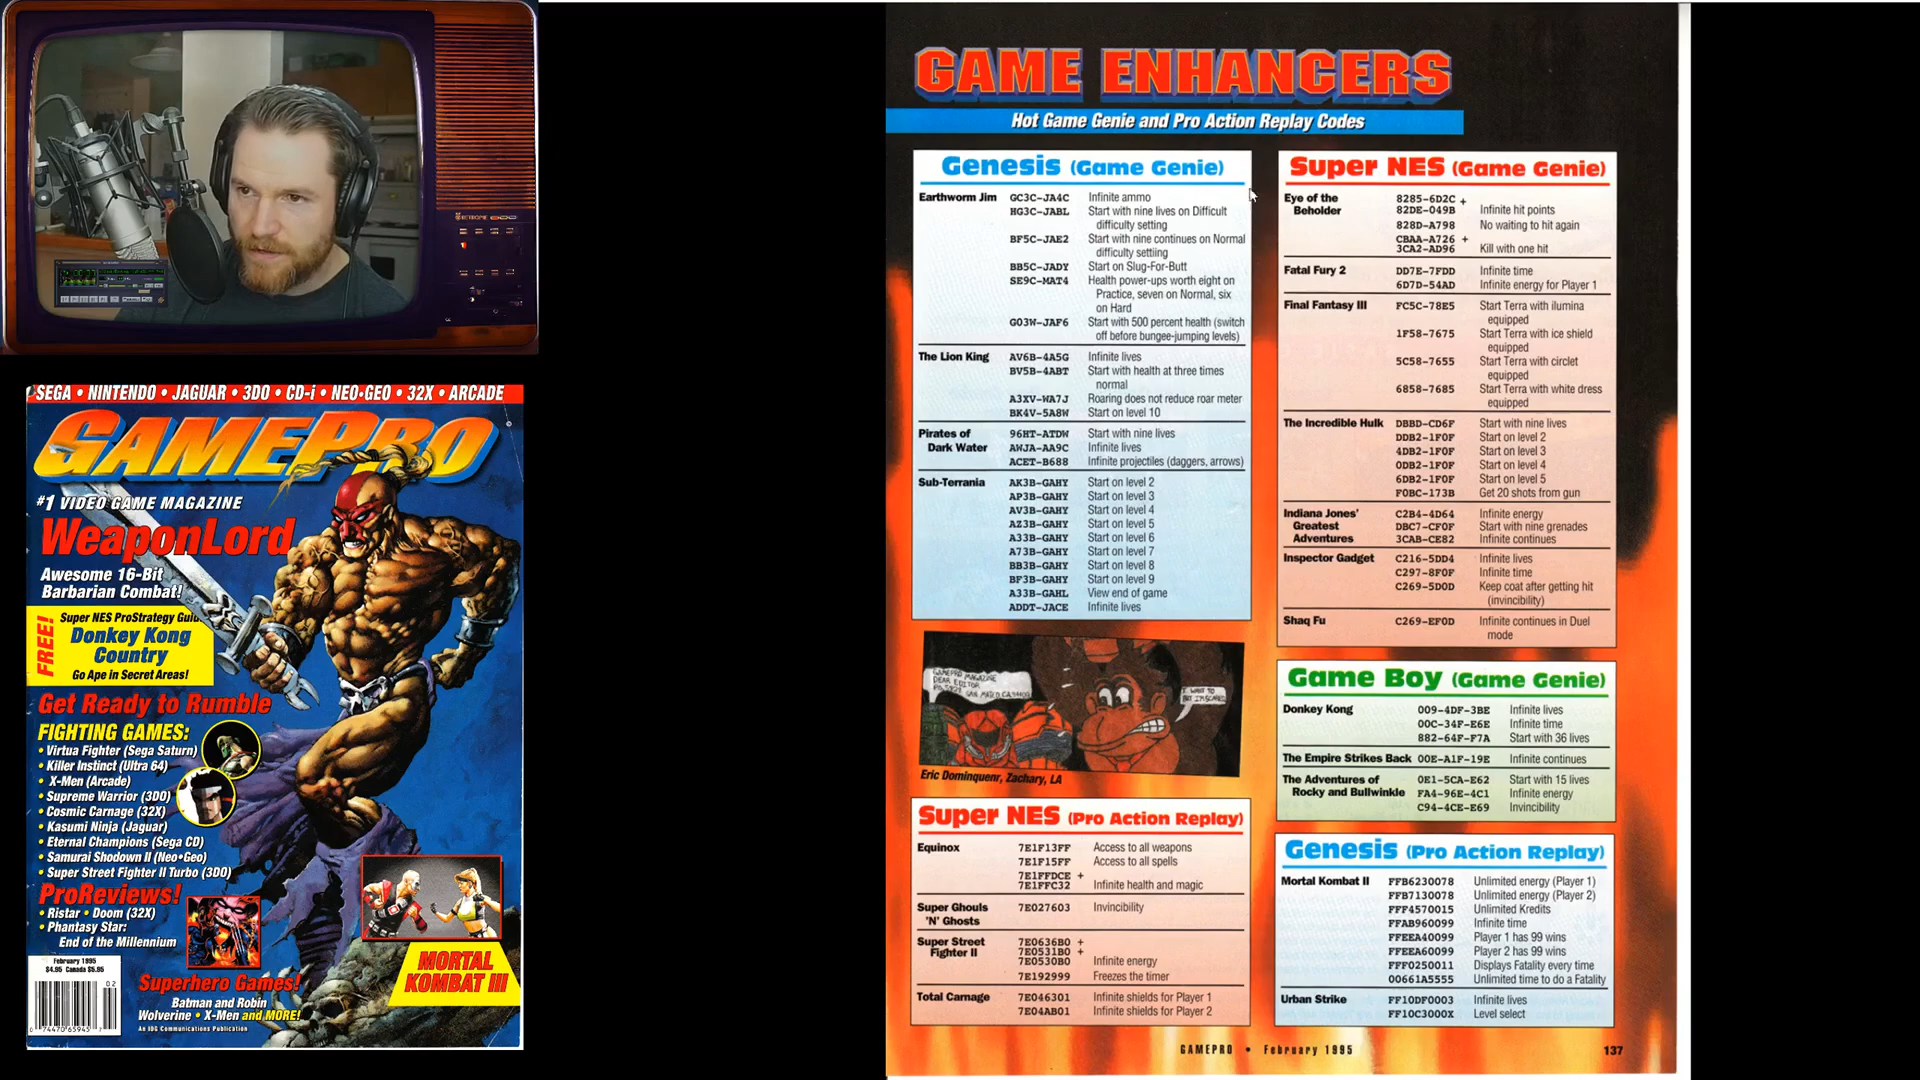 SEGA • NINTENDO • JAGUAR • 3DO • CD-i • NEO•GEO • 32X • ARCADE
GAMEPRO
#1 VIDEO GAME MAGAZINE
WeaponLord
Awesome 16-Bit
Barbarian Combat!
FREE!
Super NES ProStrategy Guide
Donkey Kong
Country
Go Ape in Secret Areas!
Get Ready to Rumble
FIGHTING GAMES:
• Virtua Fighter (Sega Saturn)
• Killer Instinct (Ultra 64)
• X-Men (Arcade)
• Supreme Warrior (3DO)
• Cosmic Carnage (32X)
• Kasumi Ninja (Jaguar)
• Eternal Champions (Sega CD)
• Samurai Shodown II (Neo•Geo)
• Super Street Fighter II Turbo (3DO)
ProReviews!
• Ristar • Doom (32X)
• Phantasy Star:
End of the Millennium
February 1995
$4.95 Canada $5.95
02
0 74470 65945 7
Superhero Games!
Batman and Robin
Wolverine • X-Men and MORE!
An IDG Communications Publication
MORTAL
KOMBAT III
GAME ENHANCERS
Hot Game Genie and Pro Action Replay Codes
Genesis (Game Genie)
Earthworm Jim GC3C-JA4C Infinite ammo
HG3C-JABL Start with nine lives on Difficult
difficulty setting
BF5C-JAE2 Start with nine continues on Normal
difficulty settiing
BB5C-JADY Start on Slug-For-Butt
SE9C-MAT4 Health power-ups worth eight on
Practice, seven on Normal, six
on Hard
G03W-JAF6 Start with 500 percent health (switch
off before bungee-jumping levels)
The Lion King AV6B-4A5G Infinite lives
BV5B-4ABT Start with health at three times
normal
A3XV-WA7J Roaring does not reduce roar meter
BK4V-5A8W Start on level 10
Pirates of 96HT-ATDW Start with nine lives
Dark Water AWJA-AA9C Infinite lives
ACET-B688 Infinite projectiles (daggers, arrows)
Sub-Terrania AK3B-GAHY Start on level 2
AP3B-GAHY Start on level 3
AV3B-GAHY Start on level 4
AZ3B-GAHY Start on level 5
A33B-GAHY Start on level 6
A73B-GAHY Start on level 7
BB3B-GAHY Start on level 8
BF3B-GAHY Start on level 9
A33B-GAHL View end of game
ADDT-JACE Infinite lives
GAMEPRO MAGAZINE
DEAR EDITOR
SAN MATEO, CA.
I WANT TO
BUT I'M SCARED
Eric Dominquenr, Zachary, LA
Super NES (Pro Action Replay)
Equinox 7E1F13FF Access to all weapons
7E1F15FF Access to all spells
7E1FFDCE +
7E1FFC32 Infinite health and magic
Super Ghouls 7E027603 Invincibility
'N' Ghosts
Super Street 7E0636B0 +
Fighter II 7E0531B0 +
7E0530B0 Infinite energy
7E192999 Freezes the timer
Total Carnage 7E046301 Infinite shields for Player 1
7E04AB01 Infinite shields for Player 2
Super NES (Game Genie)
Eye of the 8285-6D2C +
Beholder 82DE-049B Infinite hit points
828D-A798 No waiting to hit again
CBAA-A726 +
3CA2-AD96 Kill with one hit
Fatal Fury 2 DD7E-7FDD Infinite time
6D7D-54AD Infinite energy for Player 1
Final Fantasy III FC5C-78E5 Start Terra with ilumina
equipped
1F58-7675 Start Terra with ice shield
equipped
5C58-7655 Start Terra with circlet
equipped
6858-7685 Start Terra with white dress
equipped
The Incredible Hulk DBBD-CD6F Start with nine lives
DDB2-1F0F Start on level 2
4DB2-1F0F Start on level 3
0DB2-1F0F Start on level 4
6DB2-1F0F Start on level 5
F0BC-173B Get 20 shots from gun
Indiana Jones' C2B4-4D64 Infinite energy
Greatest DBC7-CF0F Start with nine grenades
Adventures 3CAB-CE82 Infinite continues
Inspector Gadget C216-5DD4 Infinite lives
C297-8F0F Infinite time
C269-5D0D Keep coat after getting hit
(invincibility)
Shaq Fu C269-EF0D Infinite continues in Duel
mode
Game Boy (Game Genie)
Donkey Kong 009-4DF-3BE Infinite lives
00C-34F-E6E Infinite time
882-64F-F7A Start with 36 lives
The Empire Strikes Back 00E-A1F-19E Infinite continues
The Adventures of 0E1-5CA-E62 Start with 15 lives
Rocky and Bullwinkle FA4-96E-4C1 Infinite energy
C94-4CE-E69 Invincibility
Genesis (Pro Action Replay)
Mortal Kombat II FFB6230078 Unlimited energy (Player 1)
FFB7130078 Unlimited energy (Player 2)
FFF4570015 Unlimited Kredits
FFAB960099 Infinite time
FFEEA40099 Player 1 has 99 wins
FFEEA60099 Player 2 has 99 wins
FFF0250011 Displays Fatality every time
00661A5555 Unlimited time to do a Fatality
Urban Strike FF10DF0003 Infinite lives
FF10C3000X Level select
GAMEPRO • February 1995
137